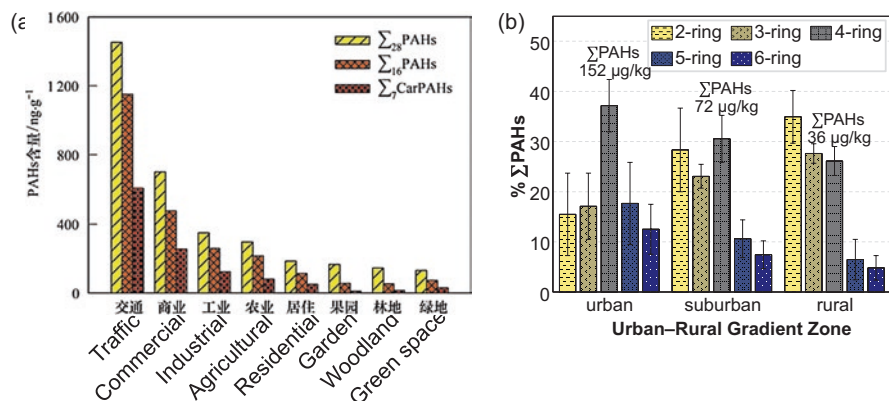 (a
1 600
1200
800
400
0
PAHs含量/ng·g⁻¹
∑₂₈PAHs
∑₁₆PAHs
∑₇CarPAHs
交通 商业 工业 农业 居住 果园 林地 绿地
Traffic
Commercial
Industrial
Agricultural
Residential
Garden
Woodland
Green space
(b)
50
40
30
20
10
0
% ∑PAHs
2-ring 3-ring 4-ring
5-ring 6-ring
∑PAHs
152 µg/kg
∑PAHs
72 µg/kg
∑PAHs
36 µg/kg
urban suburban rural
Urban–Rural Gradient Zone